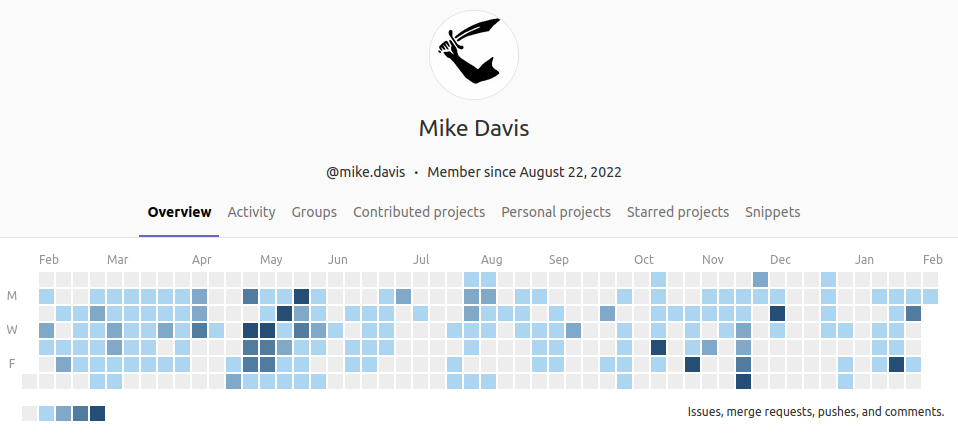 Mike Davis
@mike.davis · Member since August 22, 2022
Overview Activity Groups Contributed projects Personal projects Starred projects Snippets
Feb Mar Apr May Jun Jul Aug Sep Oct Nov Dec Jan Feb
M
W
F
Issues, merge requests, pushes, and comments.